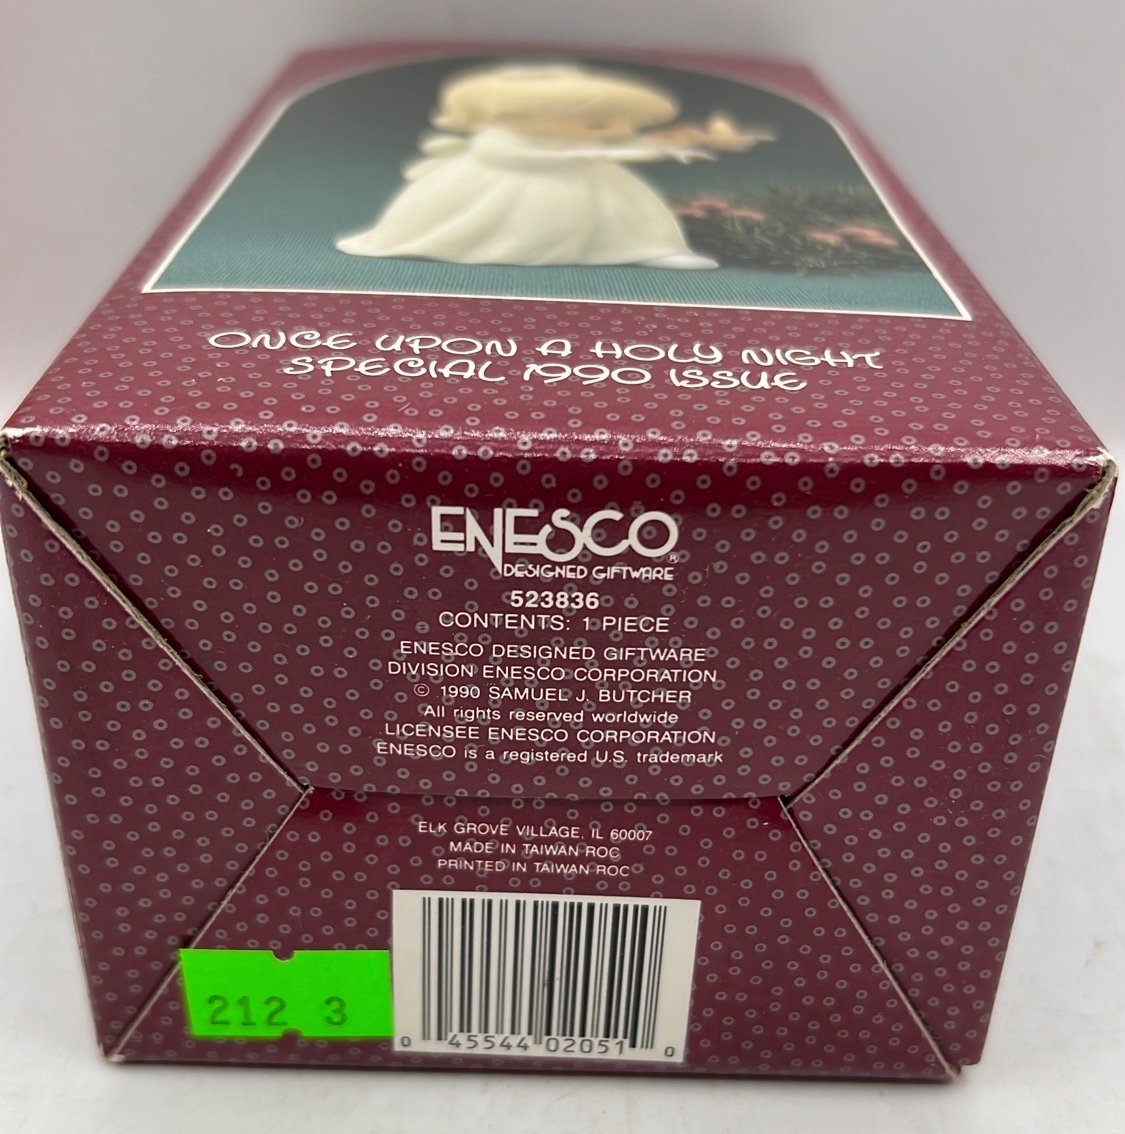 ONCE UPON A HOLY NIGHT
SPECIAL 1990 ISSUE
ENESCO®
DESIGNED GIFTWARE
523836
CONTENTS: 1 PIECE
ENESCO DESIGNED GIFTWARE
DIVISION ENESCO CORPORATION
© 1990 SAMUEL J. BUTCHER
All rights reserved worldwide
LICENSEE ENESCO CORPORATION
ENESCO is a registered U.S. trademark
ELK GROVE VILLAGE, IL 60007
MADE IN TAIWAN ROC
PRINTED IN TAIWAN ROC
212 3
0 45544 02051 0